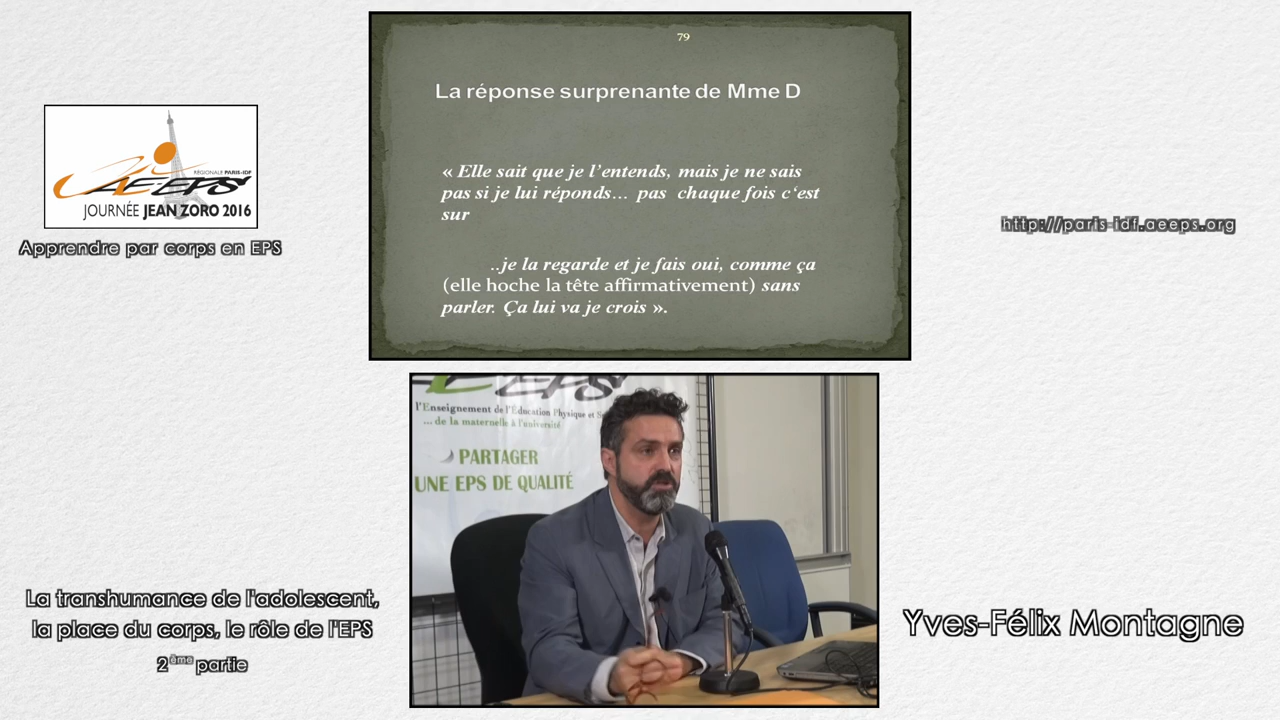 79
La réponse surprenante de Mme D
« Elle sait que je l’entends, mais je ne sais
pas si je lui réponds… pas chaque fois c‘est
sur
..je la regarde et je fais oui, comme ça
(elle hoche la tête affirmativement) sans
parler. Ça lui va je crois ».
RÉGIONALE PARIS-IDF
AEEPS
JOURNÉE JEAN ZORO 2016
Apprendre par corps en EPS
http://paris-idf.aeeps.org
l'Enseignement de l'Éducation Physique et
... de la maternelle à l'université
PARTAGER
UNE EPS DE QUALITÉ
La transhumance de l'adolescent,
la place du corps, le rôle de l'EPS
2ème partie
Yves-Félix Montagne